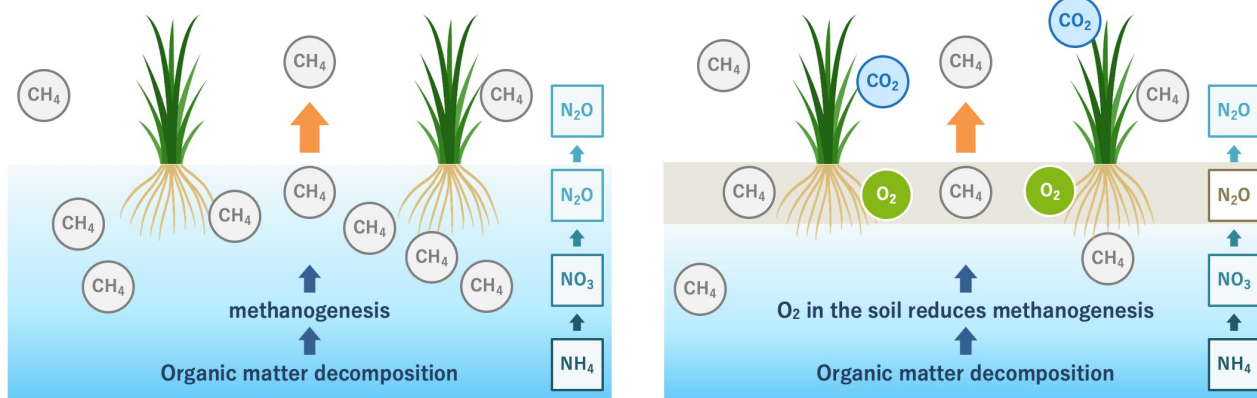 CH₄
CH₄
CH₄
N₂O
CH₄
N₂O
CH₄
CH₄
CH₄
CH₄
CH₄
CH₄
NO₃
methanogenesis
Organic matter decomposition
NH₄
CO₂
CH₄
CH₄
CO₂
CH₄
N₂O
CH₄
O₂
CH₄
O₂
N₂O
CH₄
CH₄
NO₃
O₂ in the soil reduces methanogenesis
Organic matter decomposition
NH₄